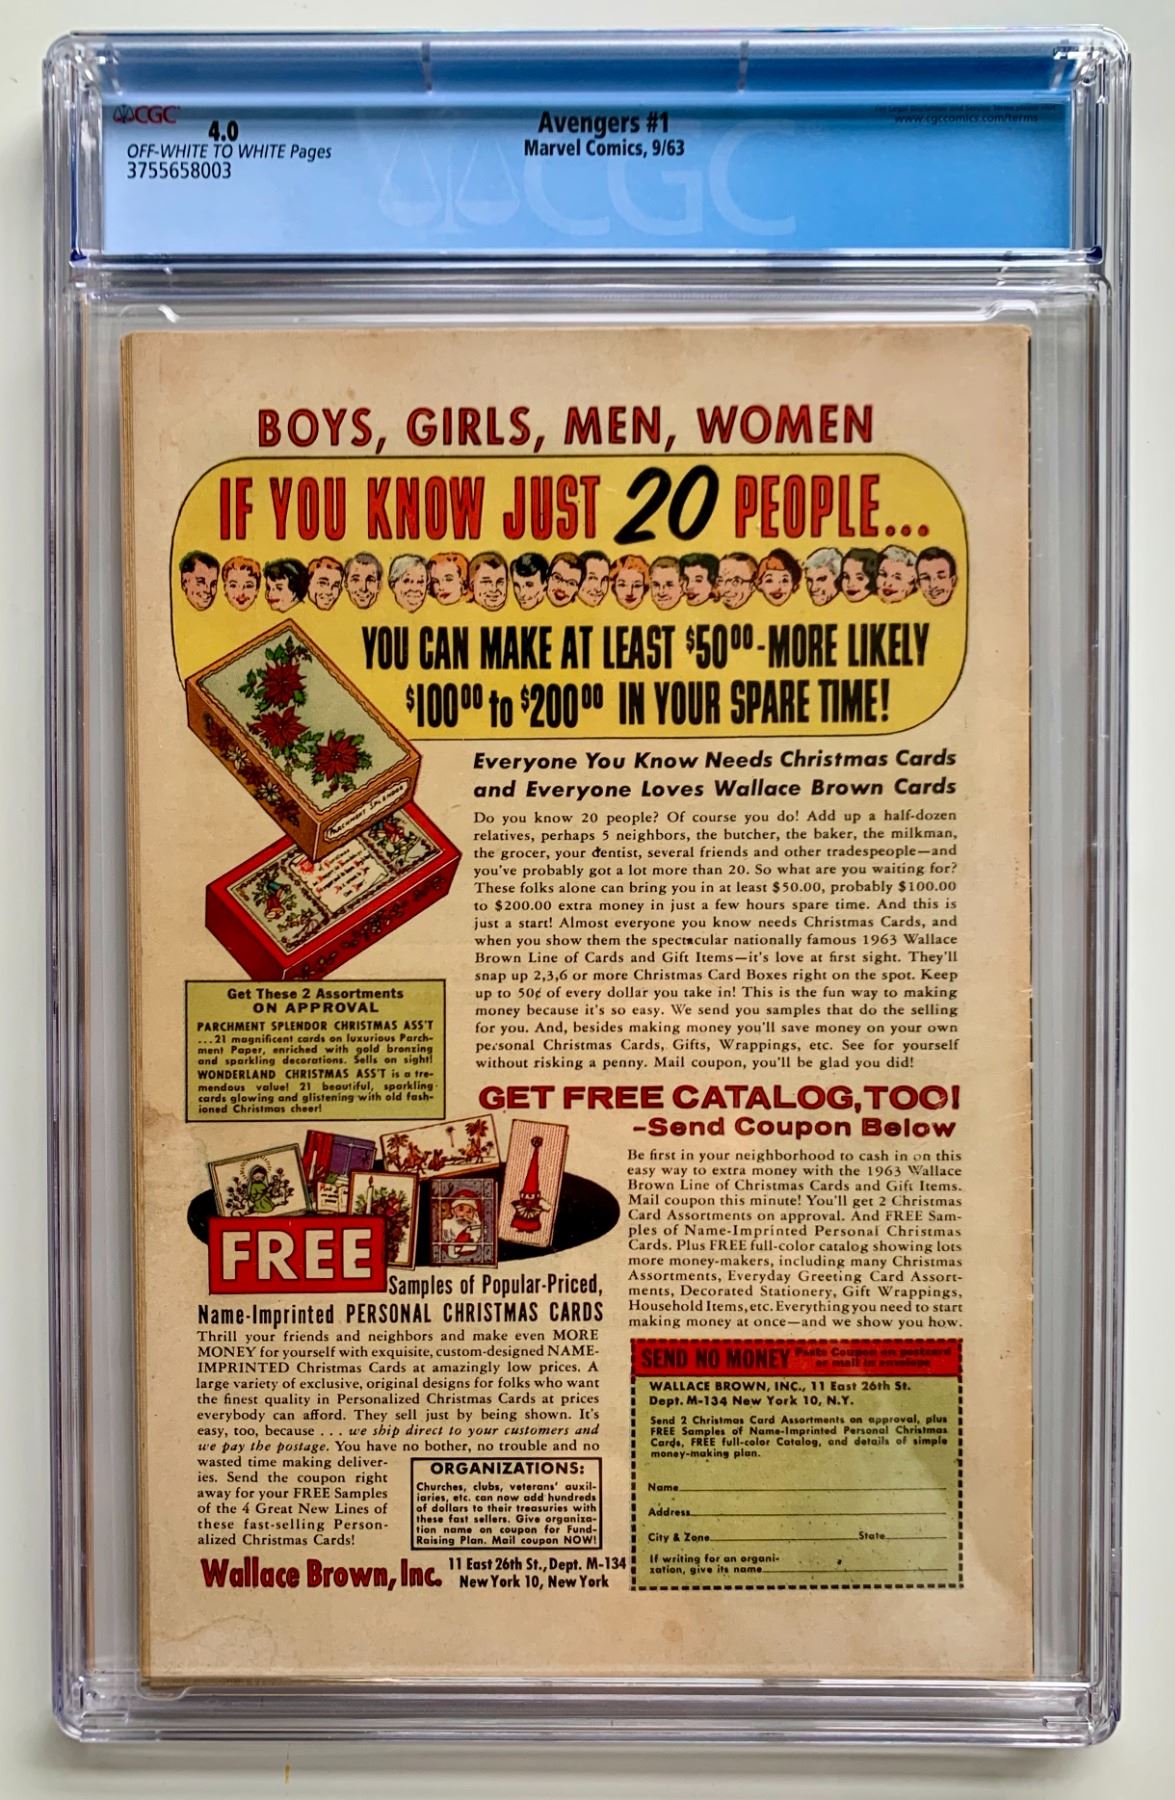 CGC
4.0
OFF-WHITE TO WHITE Pages
3755658003
Avengers #1
Marvel Comics, 9/63
www.cgccomics.com/terms
CGC
BOYS, GIRLS, MEN, WOMEN
IF YOU KNOW JUST 20 PEOPLE...
YOU CAN MAKE AT LEAST $50⁰⁰-MORE LIKELY
$100⁰⁰ to $200⁰⁰ IN YOUR SPARE TIME!
PARCHMENT SPLENDOR
Everyone You Know Needs Christmas Cards
and Everyone Loves Wallace Brown Cards
Do you know 20 people? Of course you do! Add up a half-dozen
relatives, perhaps 5 neighbors, the butcher, the baker, the milkman,
the grocer, your dentist, several friends and other tradespeople—and
you've probably got a lot more than 20. So what are you waiting for?
These folks alone can bring you in at least $50.00, probably $100.00
to $200.00 extra money in just a few hours spare time. And this is
just a start! Almost everyone you know needs Christmas Cards, and
when you show them the spectacular nationally famous 1963 Wallace
Brown Line of Cards and Gift Items—it's love at first sight. They'll
snap up 2,3,6 or more Christmas Card Boxes right on the spot. Keep
up to 50¢ of every dollar you take in! This is the fun way to making
money because it's so easy. We send you samples that do the selling
for you. And, besides making money you'll save money on your own
personal Christmas Cards, Gifts, Wrappings, etc. See for yourself
without risking a penny. Mail coupon, you'll be glad you did!
Get These 2 Assortments
ON APPROVAL
PARCHMENT SPLENDOR CHRISTMAS ASS'T
...21 magnificent cards on luxurious Parch-
ment Paper, enriched with gold bronzing
and sparkling decorations. Sells on sight!
WONDERLAND CHRISTMAS ASS'T is a tre-
mendous value! 21 beautiful, sparkling
cards glowing and glistening with old fash-
ioned Christmas cheer!
GET FREE CATALOG,TOO!
-Send Coupon Below
Be first in your neighborhood to cash in on this
easy way to extra money with the 1963 Wallace
Brown Line of Christmas Cards and Gift Items.
Mail coupon this minute! You'll get 2 Christmas
Card Assortments on approval. And FREE Sam-
ples of Name-Imprinted Personal Christmas
Cards. Plus FREE full-color catalog showing lots
more money-makers, including many Christmas
Assortments, Everyday Greeting Card Assort-
ments, Decorated Stationery, Gift Wrappings,
Household Items, etc. Everything you need to start
making money at once—and we show you how.
FREE
Samples of Popular-Priced,
Name-Imprinted PERSONAL CHRISTMAS CARDS
Thrill your friends and neighbors and make even MORE
MONEY for yourself with exquisite, custom-designed NAME-
IMPRINTED Christmas Cards at amazingly low prices. A
large variety of exclusive, original designs for folks who want
the finest quality in Personalized Christmas Cards at prices
everybody can afford. They sell just by being shown. It's
easy, too, because . . . we ship direct to your customers and
we pay the postage. You have no bother, no trouble and no
wasted time making deliver-
ies. Send the coupon right
away for your FREE Samples
of the 4 Great New Lines of
these fast-selling Person-
alized Christmas Cards!
ORGANIZATIONS:
Churches, clubs, veterans' auxil-
iaries, etc. can now add hundreds
of dollars to their treasuries with
these fast sellers. Give organiza-
tion name on coupon for Fund-
Raising Plan. Mail coupon NOW!
Wallace Brown, Inc.
11 East 26th St., Dept. M-134
New York 10, New York
SEND NO MONEY
Paste Coupon on postcard
or mail in envelope
WALLACE BROWN, INC., 11 East 26th St.
Dept. M-134 New York 10, N.Y.
Send 2 Christmas Card Assortments on approval, plus
FREE Samples of Name-Imprinted Personal Christmas
Cards, FREE full-color Catalog, and details of simple
money-making plan.
Name
Address
City & Zone State
If writing for an organi-
zation, give its name